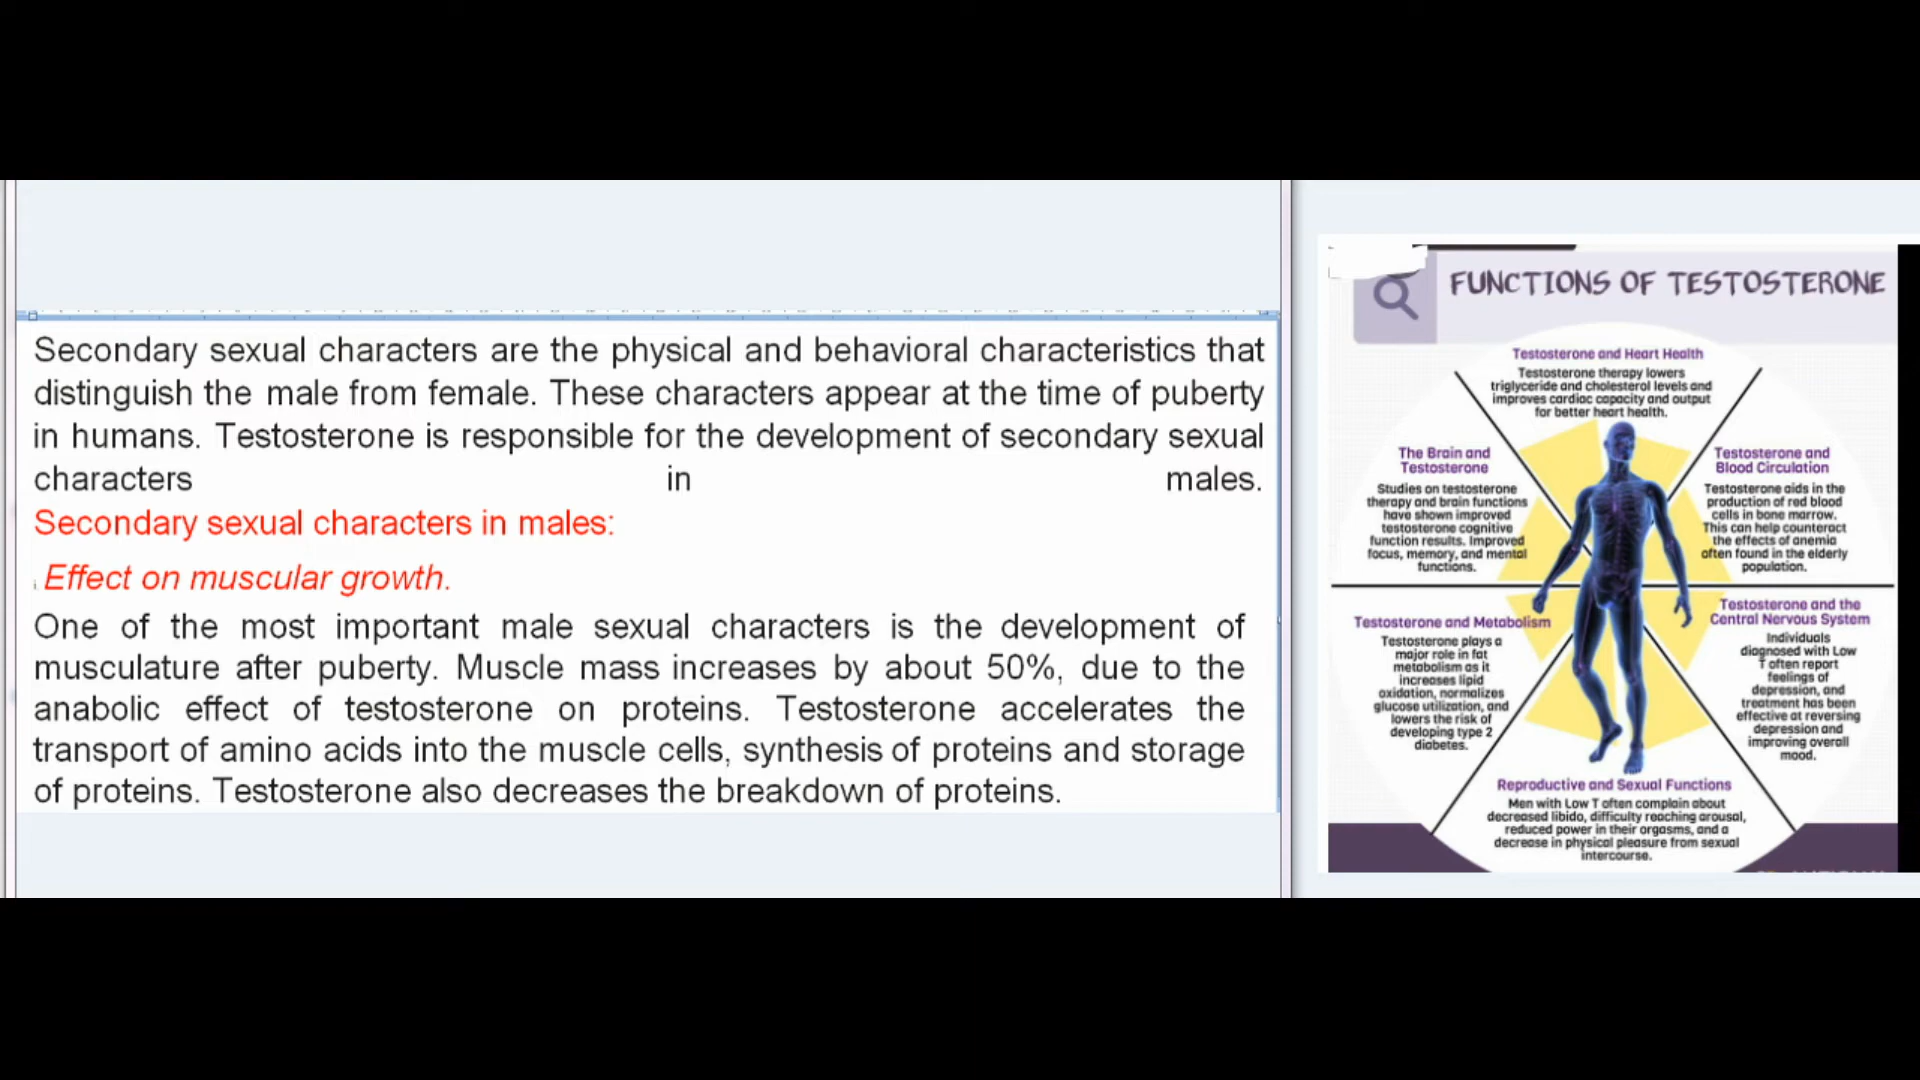 Secondary sexual characters are the physical and behavioral characteristics that
distinguish the male from female. These characters appear at the time of puberty
in humans. Testosterone is responsible for the development of secondary sexual
characters in males.
Secondary sexual characters in males:
i. Effect on muscular growth.
One of the most important male sexual characters is the development of
musculature after puberty. Muscle mass increases by about 50%, due to the
anabolic effect of testosterone on proteins. Testosterone accelerates the
transport of amino acids into the muscle cells, synthesis of proteins and storage
of proteins. Testosterone also decreases the breakdown of proteins.
FUNCTIONS OF TESTOSTERONE
Testosterone and Heart Health
Testosterone therapy lowers
triglyceride and cholesterol levels and
improves cardiac capacity and output
for better heart health.
The Brain and
Testosterone
Studies on testosterone
therapy and brain functions
have shown improved
testosterone cognitive
function results. Improved
focus, memory, and mental
functions.
Testosterone and
Blood Circulation
Testosterone aids in the
production of red blood
cells in bone marrow.
This can help counteract
the effects of anemia
often found in the elderly
population.
Testosterone and Metabolism
Testosterone plays a
major role in fat
metabolism as it
increases lipid
oxidation, normalizes
glucose utilization, and
lowers the risk of
developing type 2
diabetes.
Testosterone and the
Central Nervous System
Individuals
diagnosed with Low
T often report
feelings of
depression, and
treatment has been
effective at reversing
depression and
improving overall
mood.
Reproductive and Sexual Functions
Men with Low T often complain about
decreased libido, difficulty reaching arousal,
reduced power in their orgasms, and a
decrease in physical pleasure from sexual
intercourse.